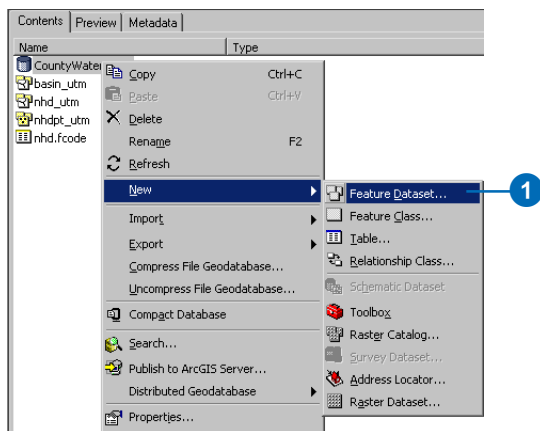 Contents Preview Metadata
Name Type
CountyWater
basin_utm
nhd_utm
nhdpt_utm
nhd.fcode
Copy Ctrl+C
Paste Ctrl+V
Delete
Rename F2
Refresh
New
Import
Export
Compress File Geodatabase...
Uncompress File Geodatabase...
Compact Database
Search...
Publish to ArcGIS Server...
Distributed Geodatabase
Properties...
Feature Dataset...
Feature Class...
Table...
Relationship Class...
Schematic Dataset
Toolbox
Raster Catalog...
Survey Dataset...
Address Locator...
Raster Dataset...
1